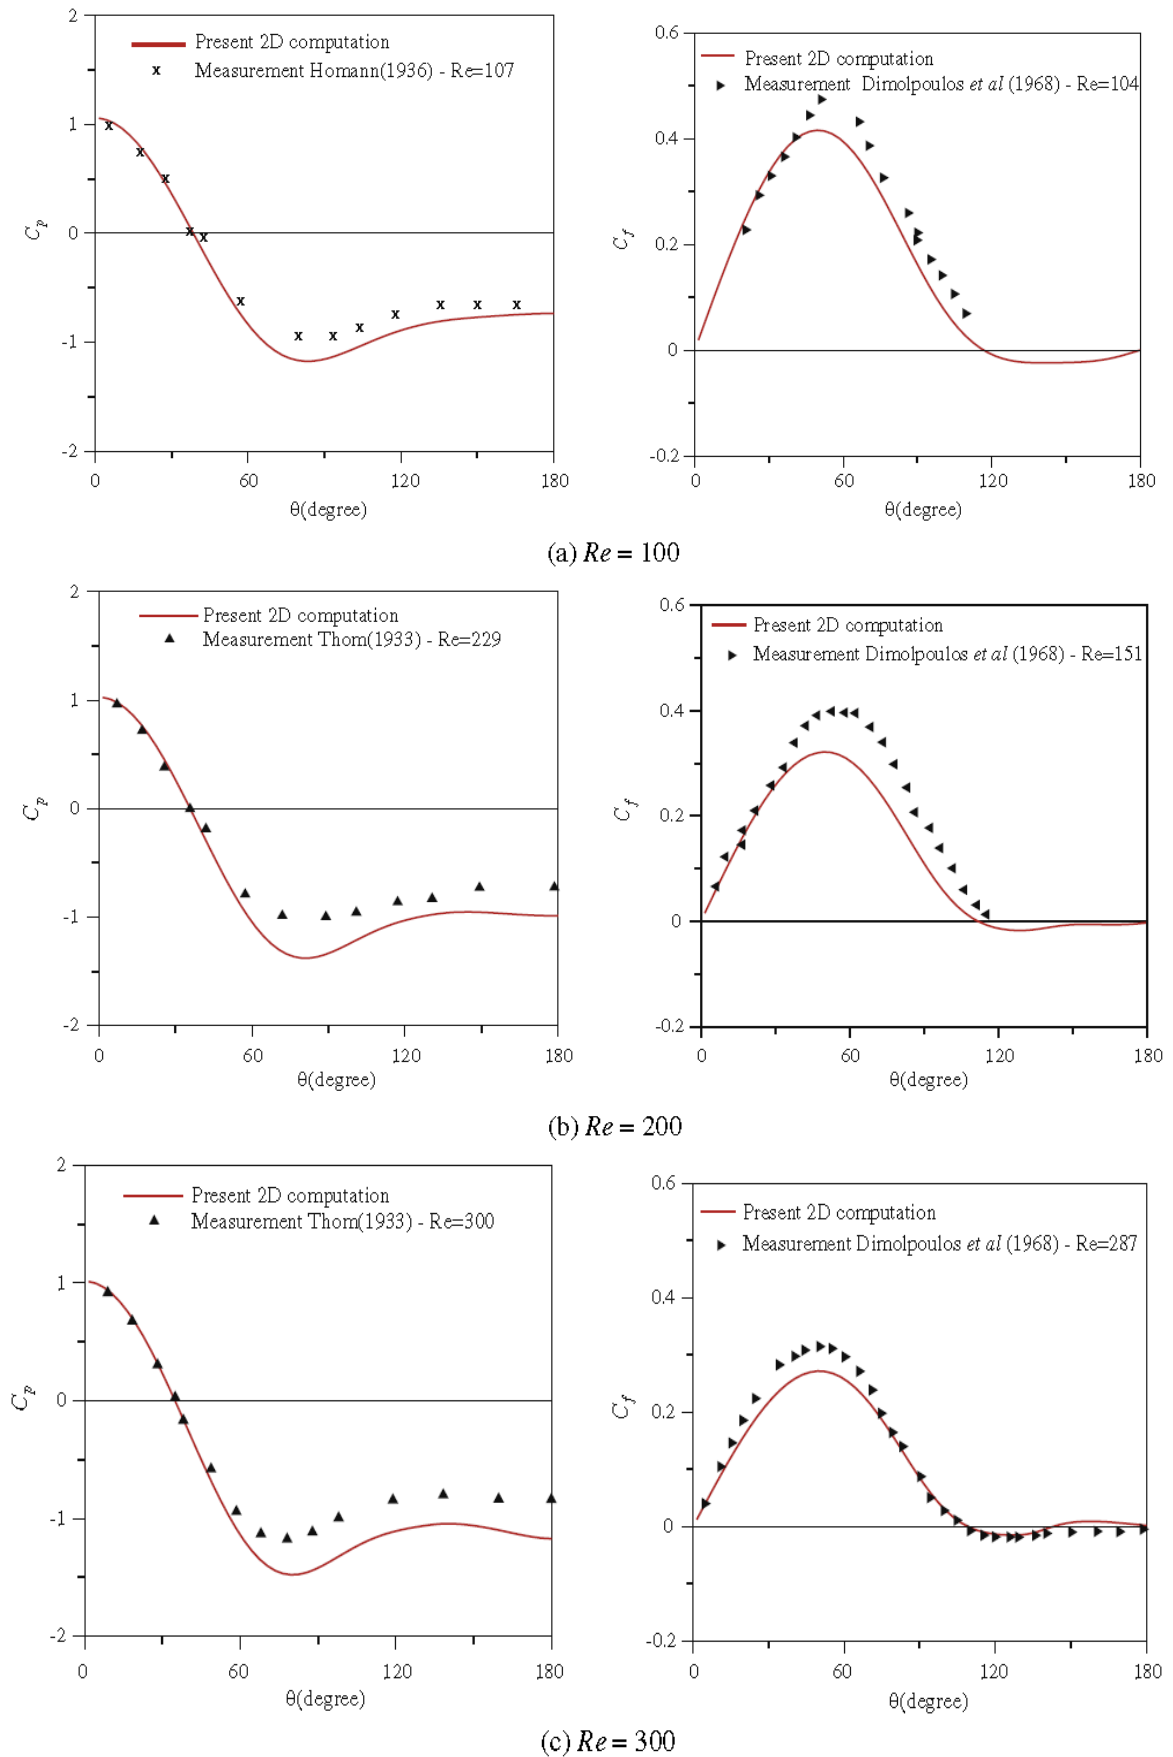 2
Present 2D computation
x Measurement Homann(1936) - Re=107
1
0
-1
-2
Cp
0 60 120 180
θ(degree)
0.6
Present 2D computation
Measurement Dimolpoulos et al (1968) - Re=104
0.4
0.2
0
-0.2
Cf
0 60 120 180
θ(degree)
(a) Re = 100
2
Present 2D computation
Measurement Thom(1933) - Re=229
1
0
-1
-2
Cp
0 60 120 180
θ(degree)
0.6
Present 2D computation
Measurement Dimolpoulos et al (1968) - Re=151
0.4
0.2
0
-0.2
Cf
0 60 120 180
θ(degree)
(b) Re = 200
2
Present 2D computation
Measurement Thom(1933) - Re=300
1
0
-1
-2
Cp
0 60 120 180
θ(degree)
0.6
Present 2D computation
Measurement Dimolpoulos et al (1968) - Re=287
0.4
0.2
0
-0.2
Cf
0 60 120 180
θ(degree)
(c) Re = 300